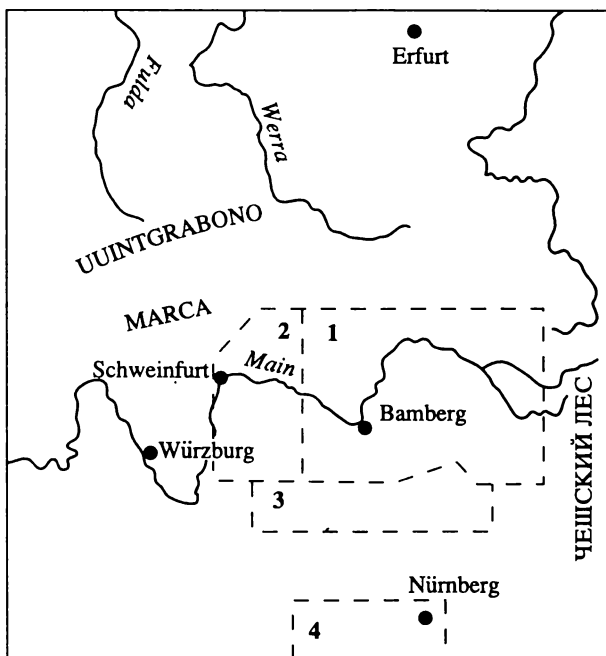 Erfurt
Fulda
Werra
UUINTGRABONO
MARCA
2
1
Schweinfurt
Main
Bamberg
Würzburg
ЧЕШСКИЙ ЛЕС
3
Nürnberg
4